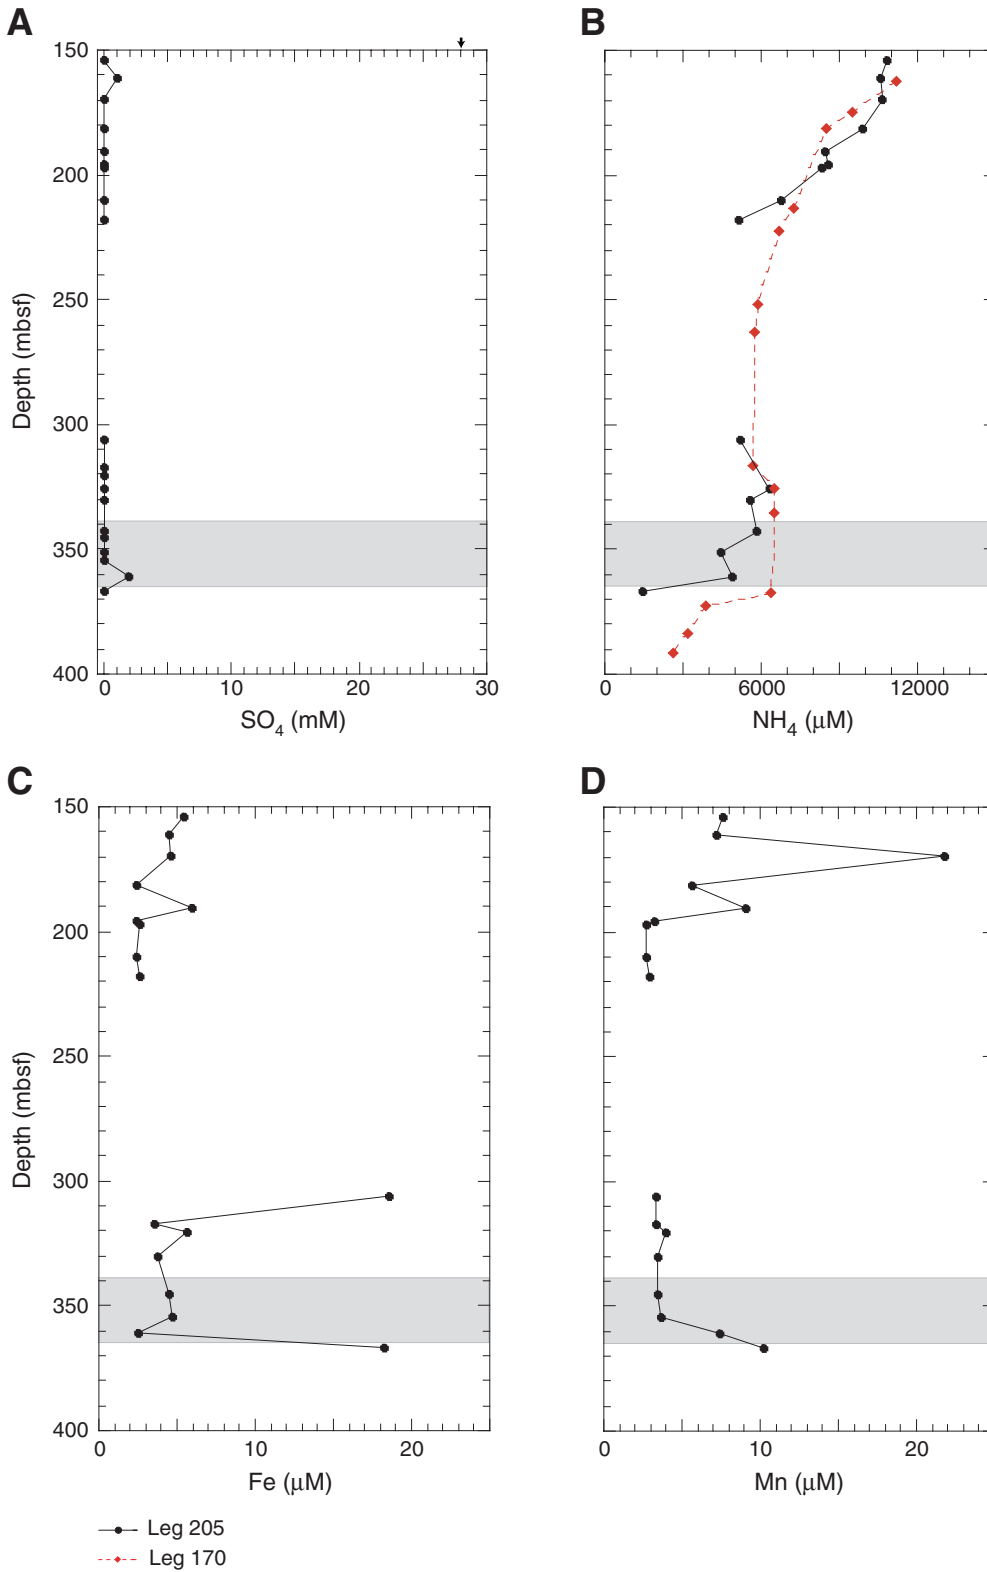 A
B
150
200
250
300
350
400
Depth (mbsf)
0 10 20 30
SO4 (mM)
0 6000 12000
NH4 (μM)
C
D
150
200
250
300
350
400
Depth (mbsf)
0 10 20
Fe (μM)
0 10 20
Mn (μM)
Leg 205
Leg 170